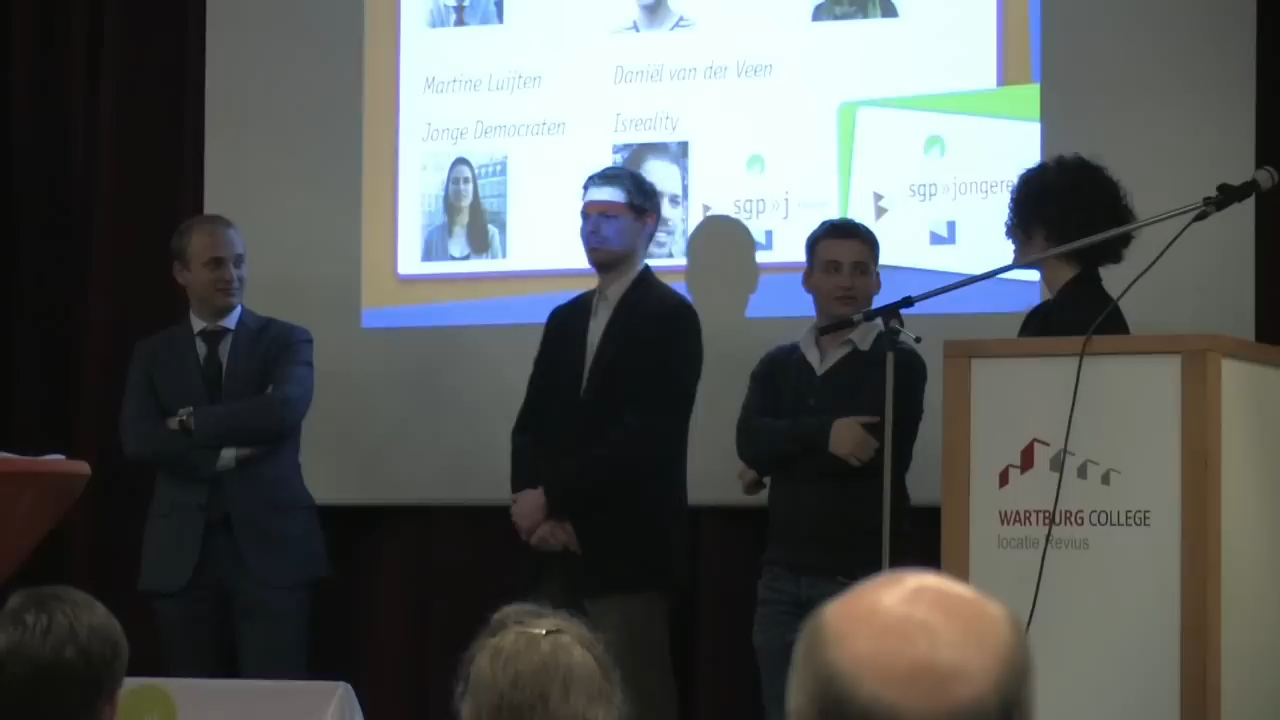 Martine Luijten
Daniël van der Veen
Jonge Democraten
Isreality
sgp»j
sgp»jongere
WARTBURG COLLEGE
locatie Revius